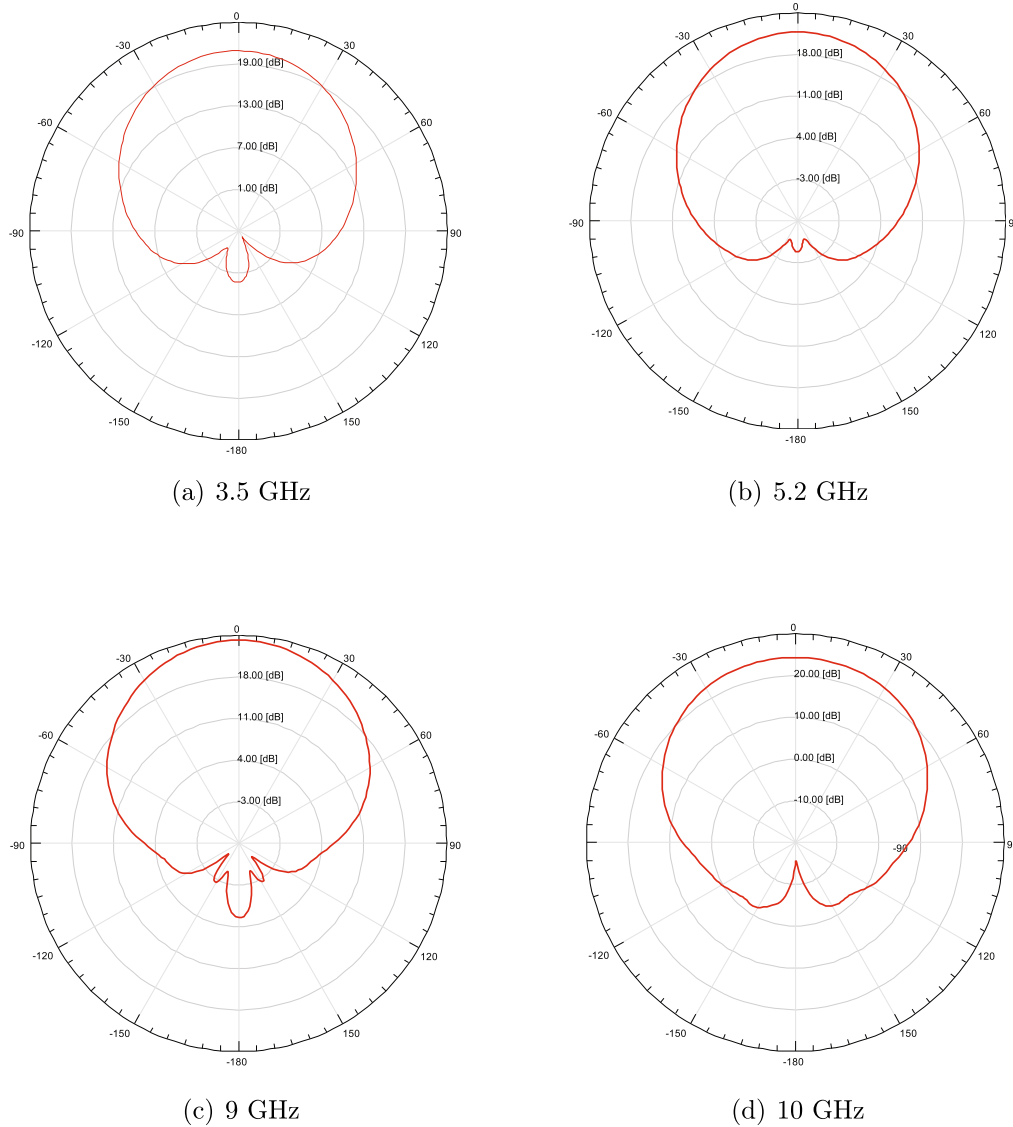 0
-30
30
19.00 [dB]
-60
60
13.00 [dB]
7.00 [dB]
1.00 [dB]
-90
90
-120
120
-150
150
-180
(a) 3.5 GHz
0
-30
30
18.00 [dB]
-60
60
11.00 [dB]
4.00 [dB]
-3.00 [dB]
-90
9
-120
120
-150
150
-180
(b) 5.2 GHz
0
-30
30
18.00 [dB]
-60
60
11.00 [dB]
4.00 [dB]
-3.00 [dB]
-90
90
-120
120
-150
150
-180
(c) 9 GHz
0
-30
30
20.00 [dB]
-60
60
10.00 [dB]
0.00 [dB]
-10.00 [dB]
-90
9
-120
120
-150
150
-180
(d) 10 GHz